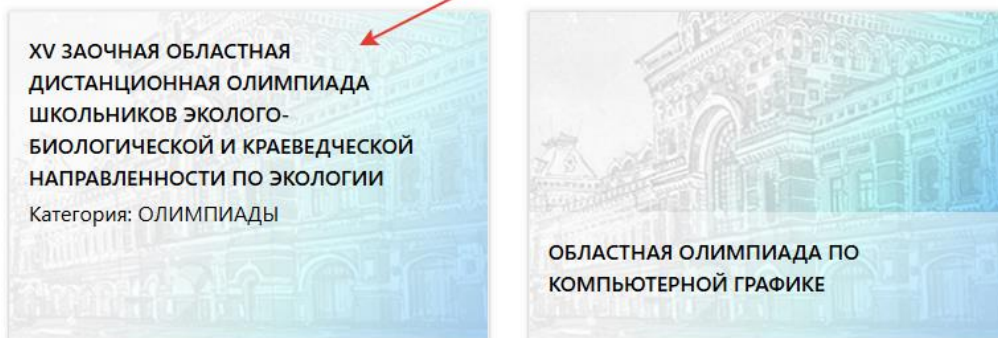 XV ЗАОЧНАЯ ОБЛАСТНАЯ
ДИСТАНЦИОННАЯ ОЛИМПИАДА
ШКОЛЬНИКОВ ЭКОЛОГО-
БИОЛОГИЧЕСКОЙ И КРАЕВЕДЧЕСКОЙ
НАПРАВЛЕННОСТИ ПО ЭКОЛОГИИ
Категория: ОЛИМПИАДЫ
ОБЛАСТНАЯ ОЛИМПИАДА ПО
КОМПЬЮТЕРНОЙ ГРАФИКЕ